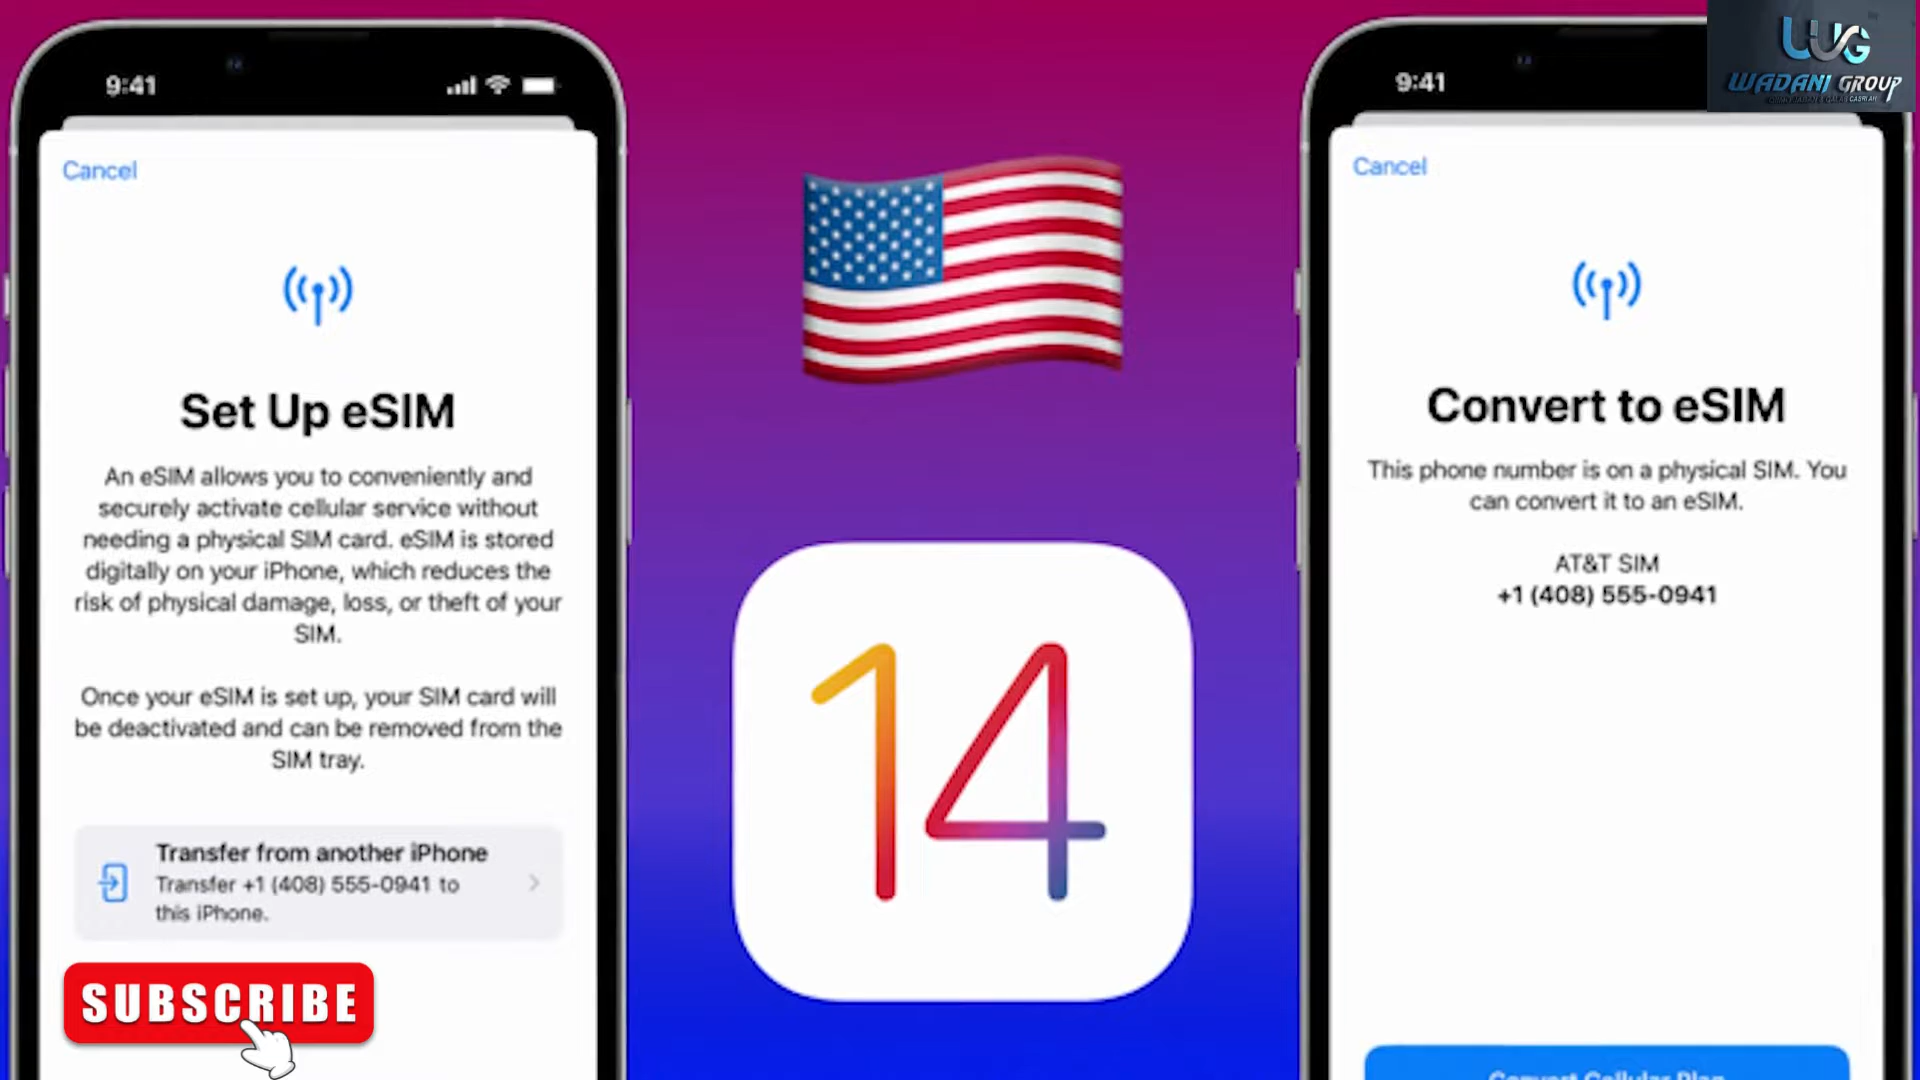 9:41
Cancel
Set Up eSIM
An eSIM allows you to conveniently and
securely activate cellular service without
needing a physical SIM card. eSIM is stored
digitally on your iPhone, which reduces the
risk of physical damage, loss, or theft of your
SIM.
Once your eSIM is set up, your SIM card will
be deactivated and can be removed from the
SIM tray.
Transfer from another iPhone
Transfer +1 (408) 555-0941 to
this iPhone.
SUBSCRIBE
14
9:41
WG
WADANI GROUP
Cancel
Convert to eSIM
This phone number is on a physical SIM. You
can convert it to an eSIM.
AT&T SIM
+1 (408) 555-0941
Convert Cellular Plan